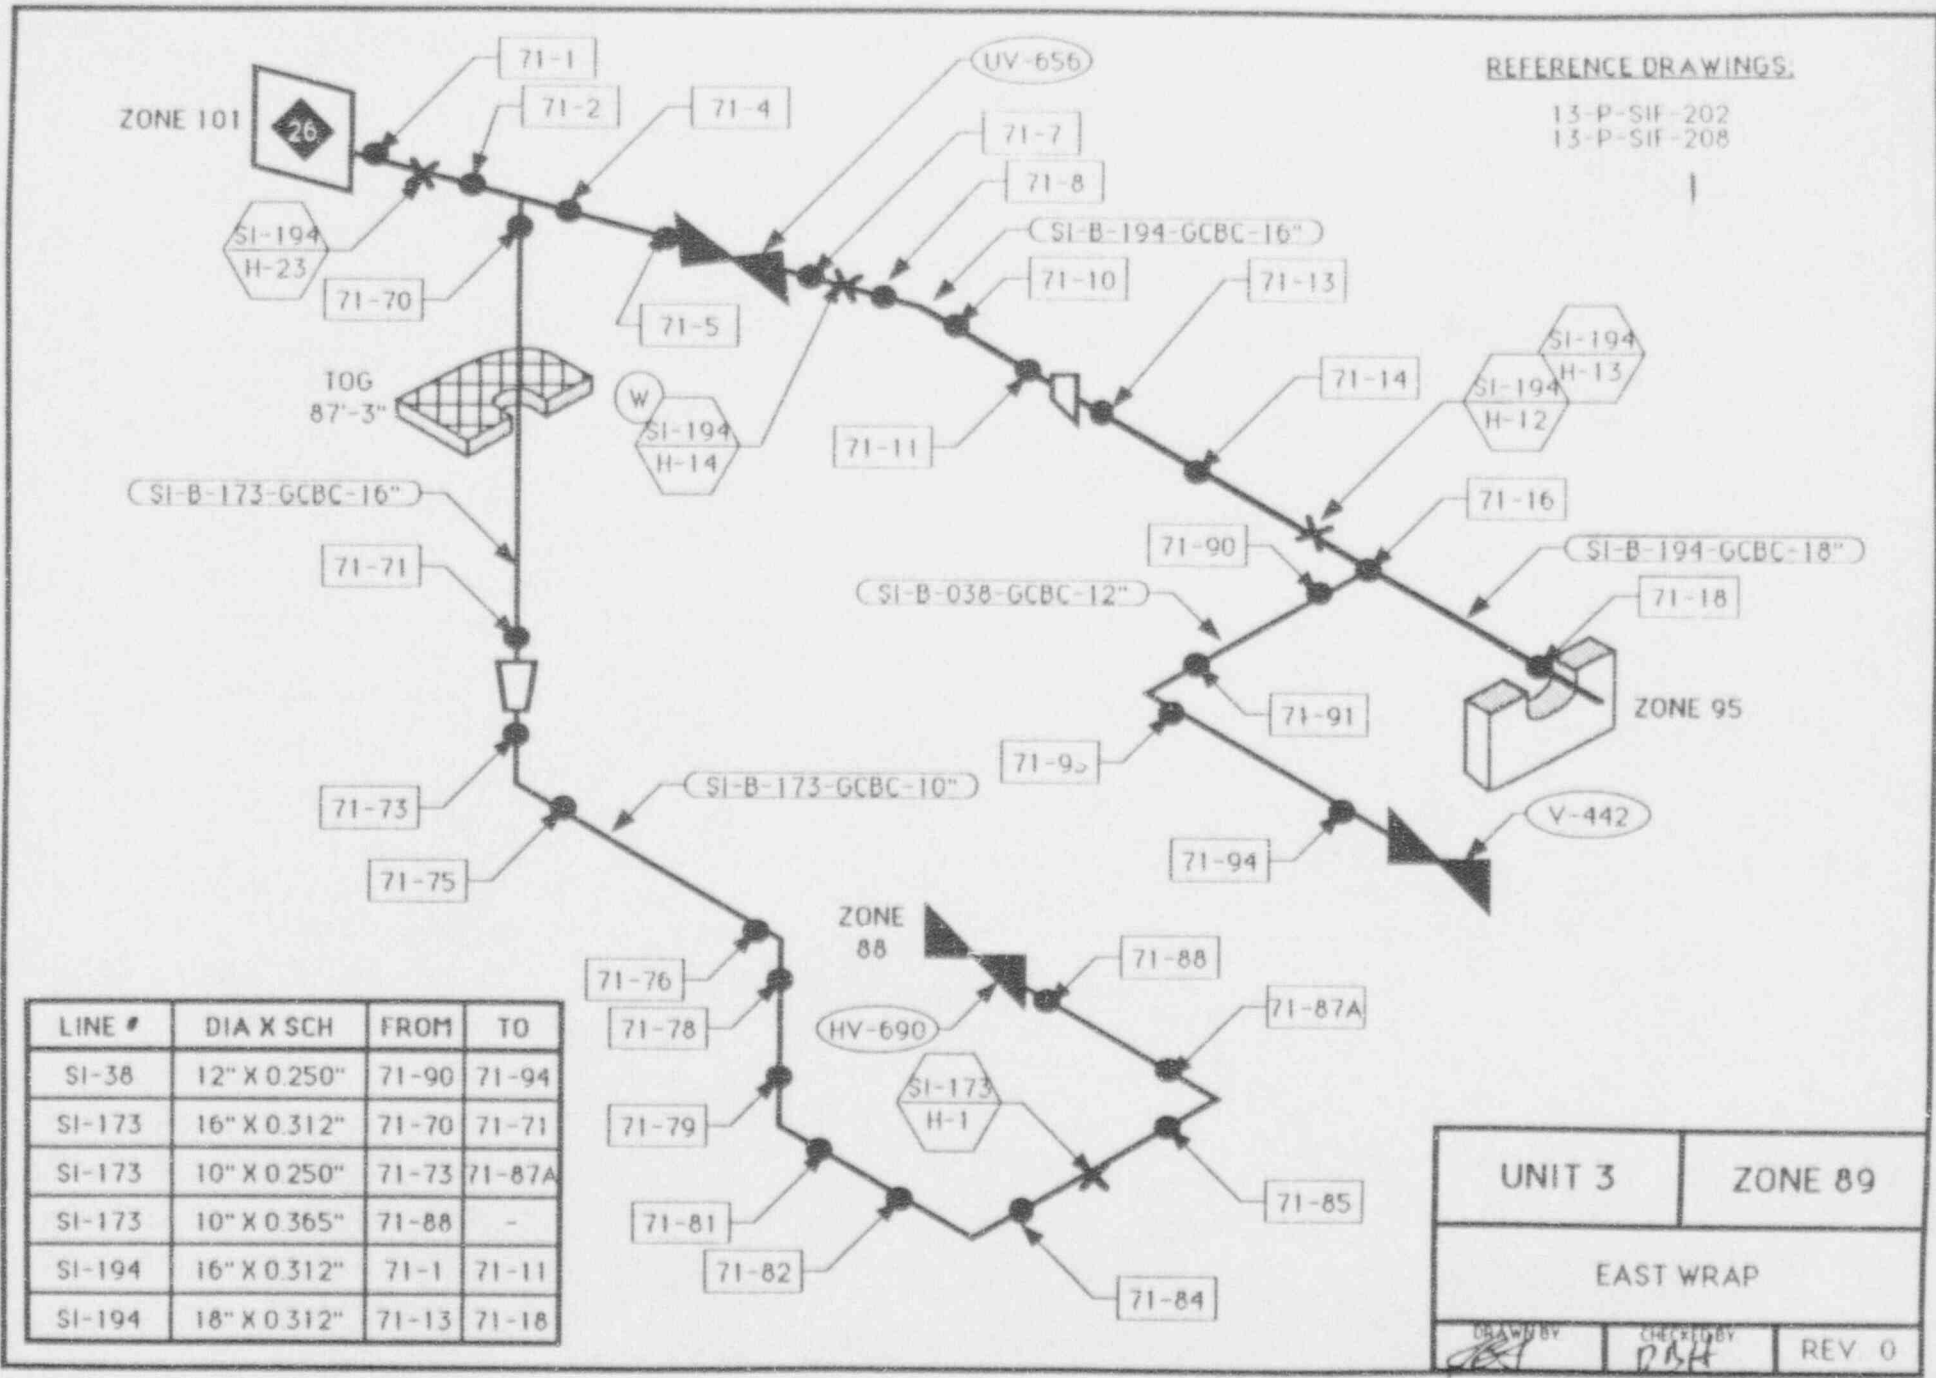 REFERENCE DRAWINGS:
13-P-SIF-202
13-P-SIF-208
ZONE 101
26
71-1
71-2
71-4
UV-656
71-7
71-8
SI-B-194-GCBC-16"
71-10
71-13
SI-194
H-23
71-70
71-5
TOG
87'-3"
W
SI-194
H-14
71-11
71-14
SI-194
H-13
SI-194
H-12
SI-B-173-GCBC-16"
71-16
71-90
SI-B-194-GCBC-18"
71-71
SI-B-038-GCBC-12"
71-18
71-91
ZONE 95
71-73
SI-B-173-GCBC-10"
V-442
71-94
71-75
ZONE
88
71-76
71-88
71-78
HV-690
71-87A
SI-173
H-1
71-79
71-81
71-85
71-82
71-84
LINE # DIA X SCH FROM TO
SI-38 12" X 0.250" 71-90 71-94
SI-173 16" X 0.312" 71-70 71-71
SI-173 10" X 0.250" 71-73 71-87A
SI-173 10" X 0.365" 71-88 -
SI-194 16" X 0.312" 71-1 71-11
SI-194 18" X 0.312" 71-13 71-18
UNIT 3 ZONE 89
EAST WRAP
DRAWN BY
CHECKED BY
REV 0